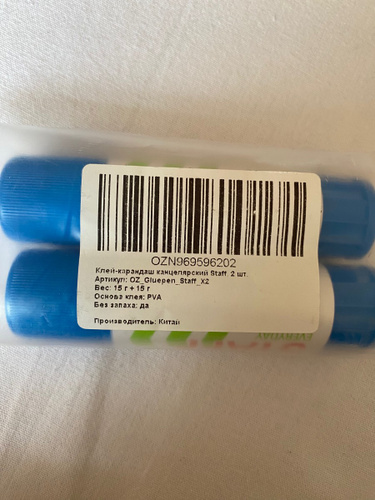 OZN969596202
Клей-карандаш канцелярский Staff, 2 шт.
Артикул: OZ_Gluepen_Staff_X2
Вес: 15 г + 15 г
Основа клея: PVA
Без запаха: да
Производитель: Китай
EVERYDAY